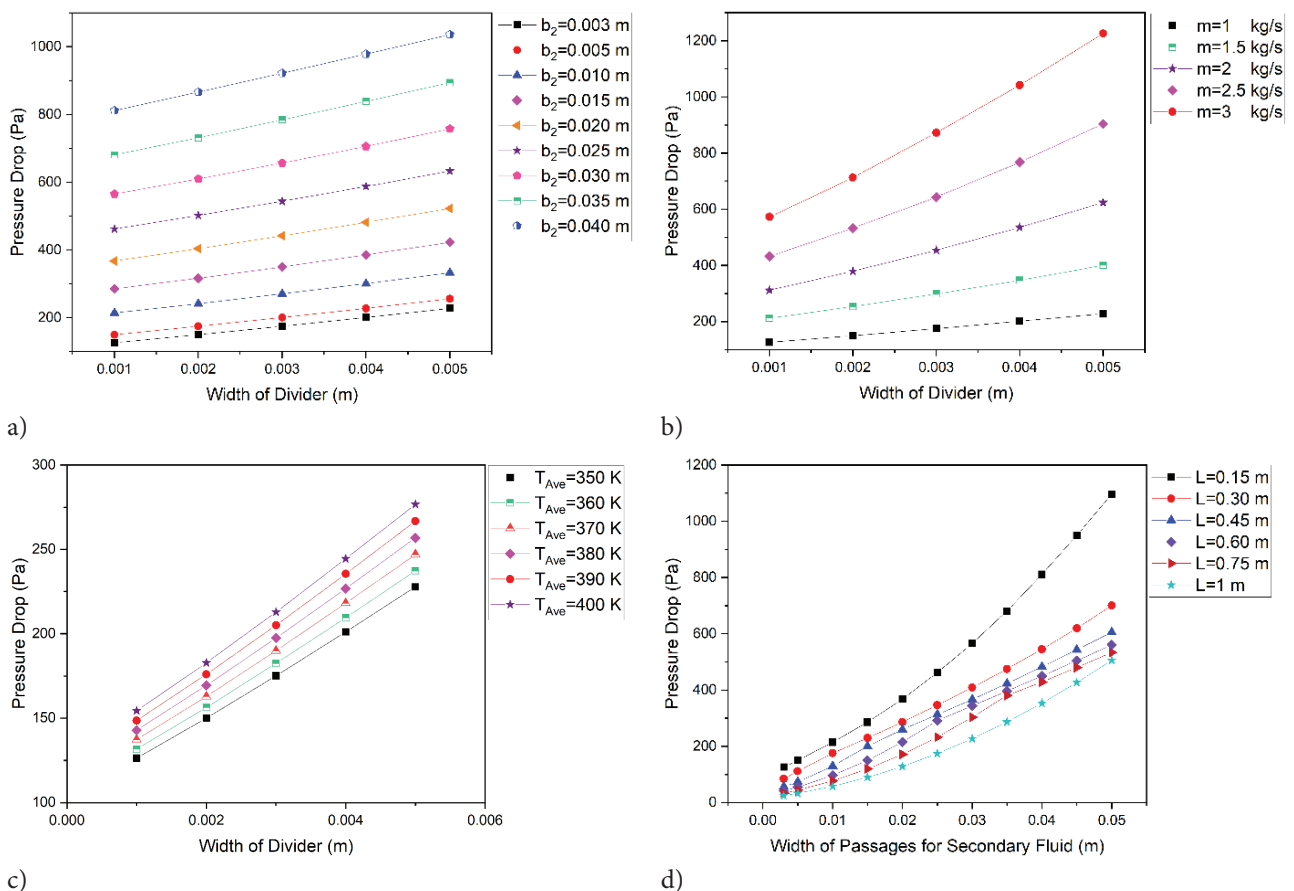 1000
800
600
400
200
0.001 0.002 0.003 0.004 0.005
Pressure Drop (Pa)
Width of Divider (m)
b₂=0.003 m
b₂=0.005 m
b₂=0.010 m
b₂=0.015 m
b₂=0.020 m
b₂=0.025 m
b₂=0.030 m
b₂=0.035 m
b₂=0.040 m
a)
1200
1000
800
600
400
200
0.001 0.002 0.003 0.004 0.005
Pressure Drop (Pa)
Width of Divider (m)
m=1 kg/s
m=1.5 kg/s
m=2 kg/s
m=2.5 kg/s
m=3 kg/s
b)
300
250
200
150
100
0.000 0.002 0.004 0.006
Pressure Drop (Pa)
Width of Divider (m)
T_Ave=350 K
T_Ave=360 K
T_Ave=370 K
T_Ave=380 K
T_Ave=390 K
T_Ave=400 K
c)
1200
1000
800
600
400
200
0
0.00 0.01 0.02 0.03 0.04 0.05
Pressure Drop (Pa)
Width of Passages for Secondary Fluid (m)
L=0.15 m
L=0.30 m
L=0.45 m
L=0.60 m
L=0.75 m
L=1 m
d)